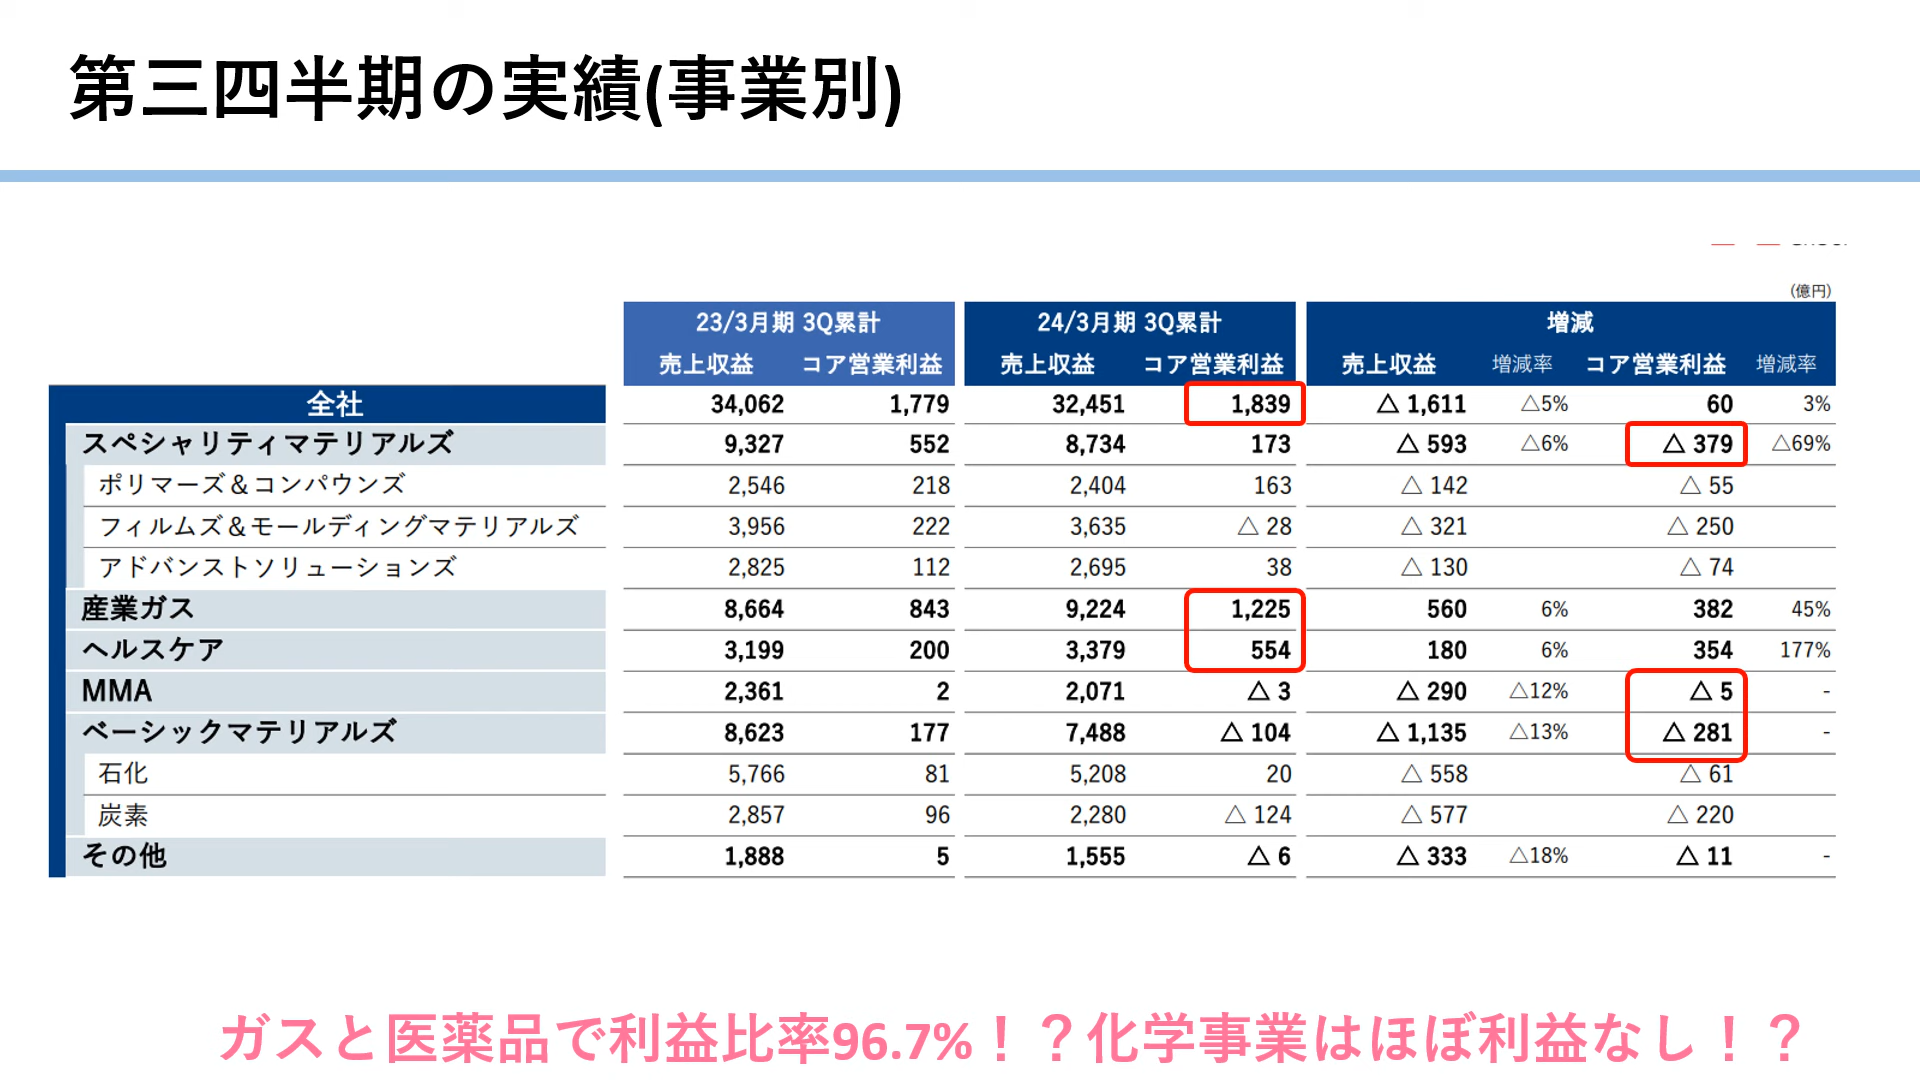 第三四半期の実績(事業別)
(億円)
23/3月期 3Q累計 24/3月期 3Q累計 増減
売上収益 コア営業利益 売上収益 コア営業利益 売上収益 増減率 コア営業利益 増減率
全社 34,062 1,779 32,451 1,839 △ 1,611 △5% 60 3%
スペシャリティマテリアルズ 9,327 552 8,734 173 △ 593 △6% △ 379 △69%
ポリマーズ＆コンパウンズ 2,546 218 2,404 163 △ 142 △ 55
フィルムズ＆モールディングマテリアルズ 3,956 222 3,635 △ 28 △ 321 △ 250
アドバンストソリューションズ 2,825 112 2,695 38 △ 130 △ 74
産業ガス 8,664 843 9,224 1,225 560 6% 382 45%
ヘルスケア 3,199 200 3,379 554 180 6% 354 177%
MMA 2,361 2 2,071 △ 3 △ 290 △12% △ 5 -
ベーシックマテリアルズ 8,623 177 7,488 △ 104 △ 1,135 △13% △ 281 -
石化 5,766 81 5,208 20 △ 558 △ 61
炭素 2,857 96 2,280 △ 124 △ 577 △ 220
その他 1,888 5 1,555 △ 6 △ 333 △18% △ 11 -
ガスと医薬品で利益比率96.7%！？化学事業はほぼ利益なし！？